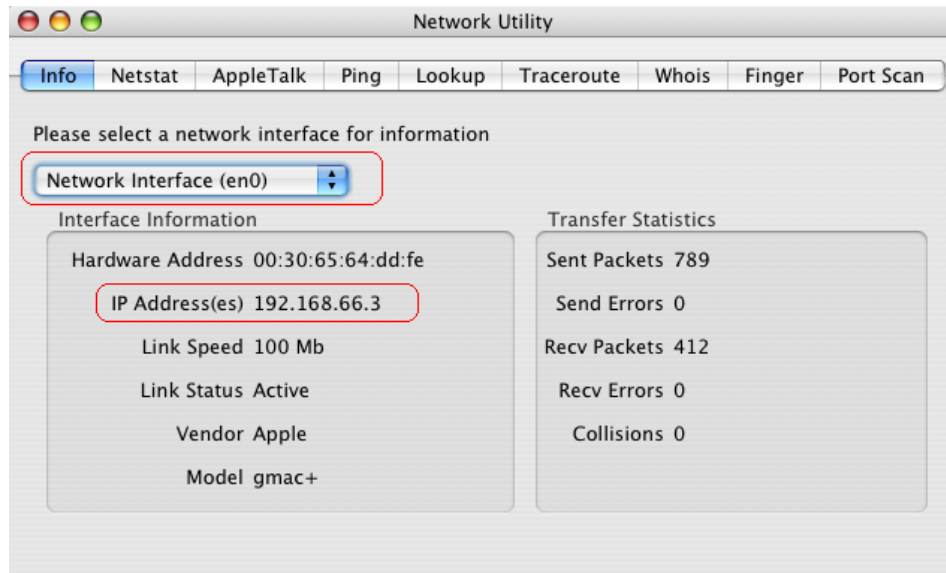 Network Utility
Info Netstat AppleTalk Ping Lookup Traceroute Whois Finger Port Scan
Please select a network interface for information
Network Interface (en0)
Interface Information
Hardware Address 00:30:65:64:dd:fe
IP Address(es) 192.168.66.3
Link Speed 100 Mb
Link Status Active
Vendor Apple
Model gmac+
Transfer Statistics
Sent Packets 789
Send Errors 0
Recv Packets 412
Recv Errors 0
Collisions 0